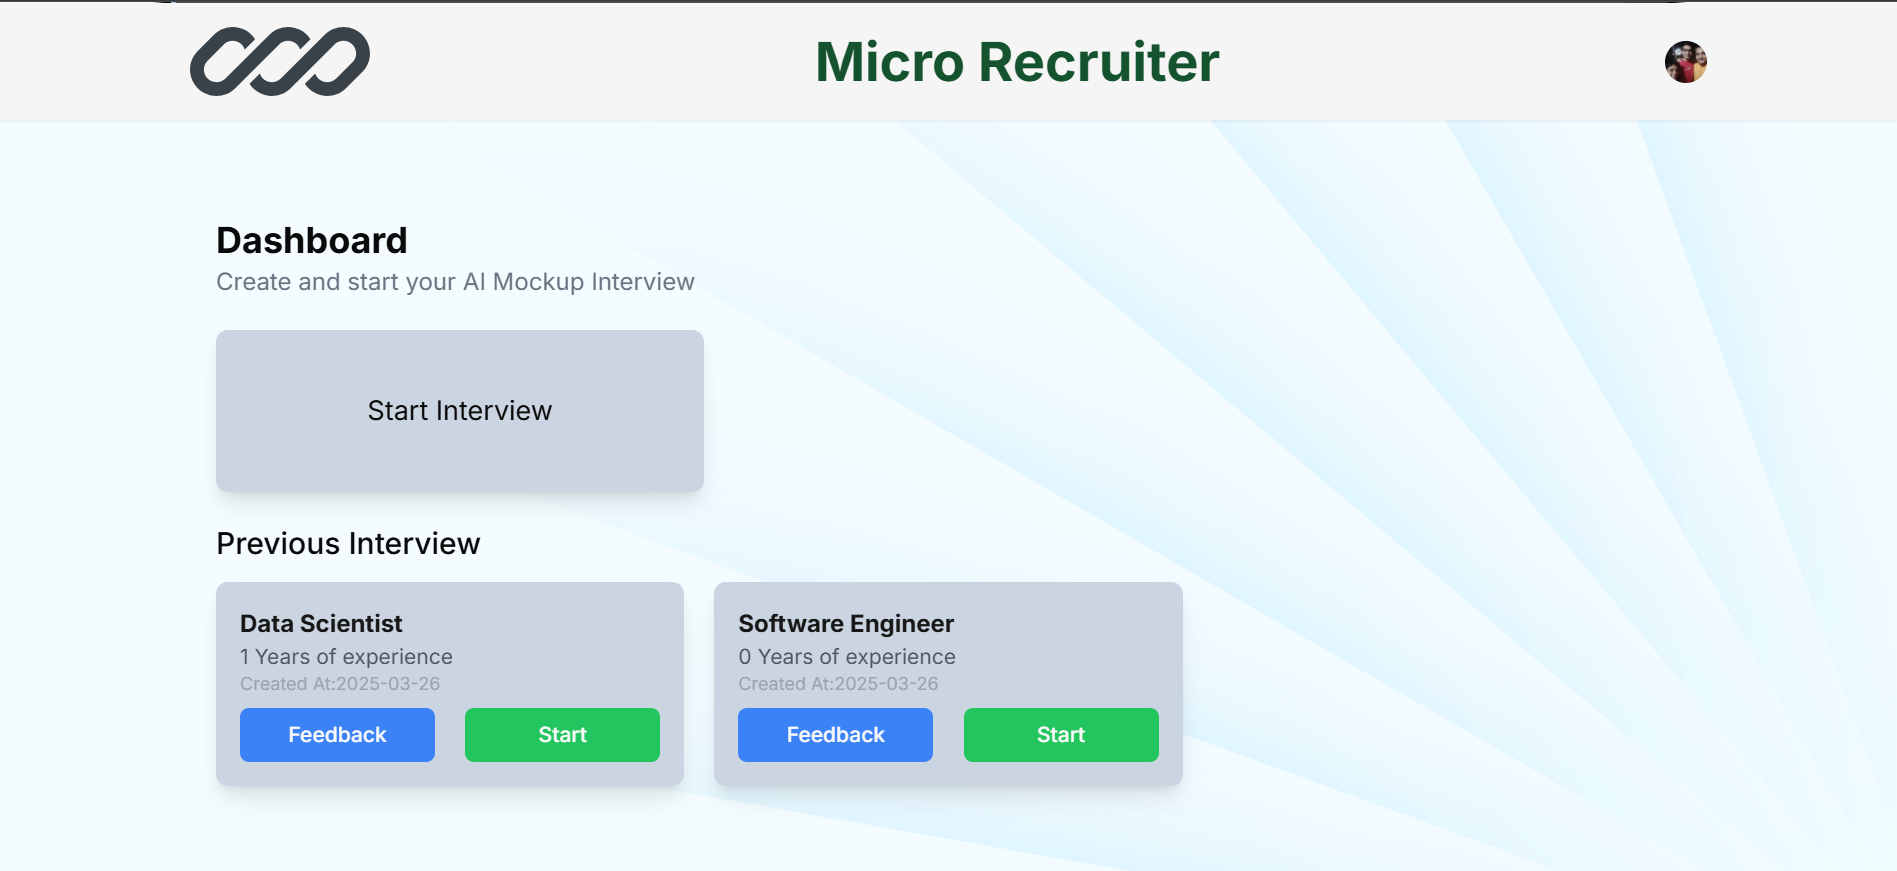 Micro Recruiter
Dashboard
Create and start your AI Mockup Interview
Start Interview
Previous Interview
Data Scientist
1 Years of experience
Created At:2025-03-26
Feedback
Start
Software Engineer
0 Years of experience
Created At:2025-03-26
Feedback
Start